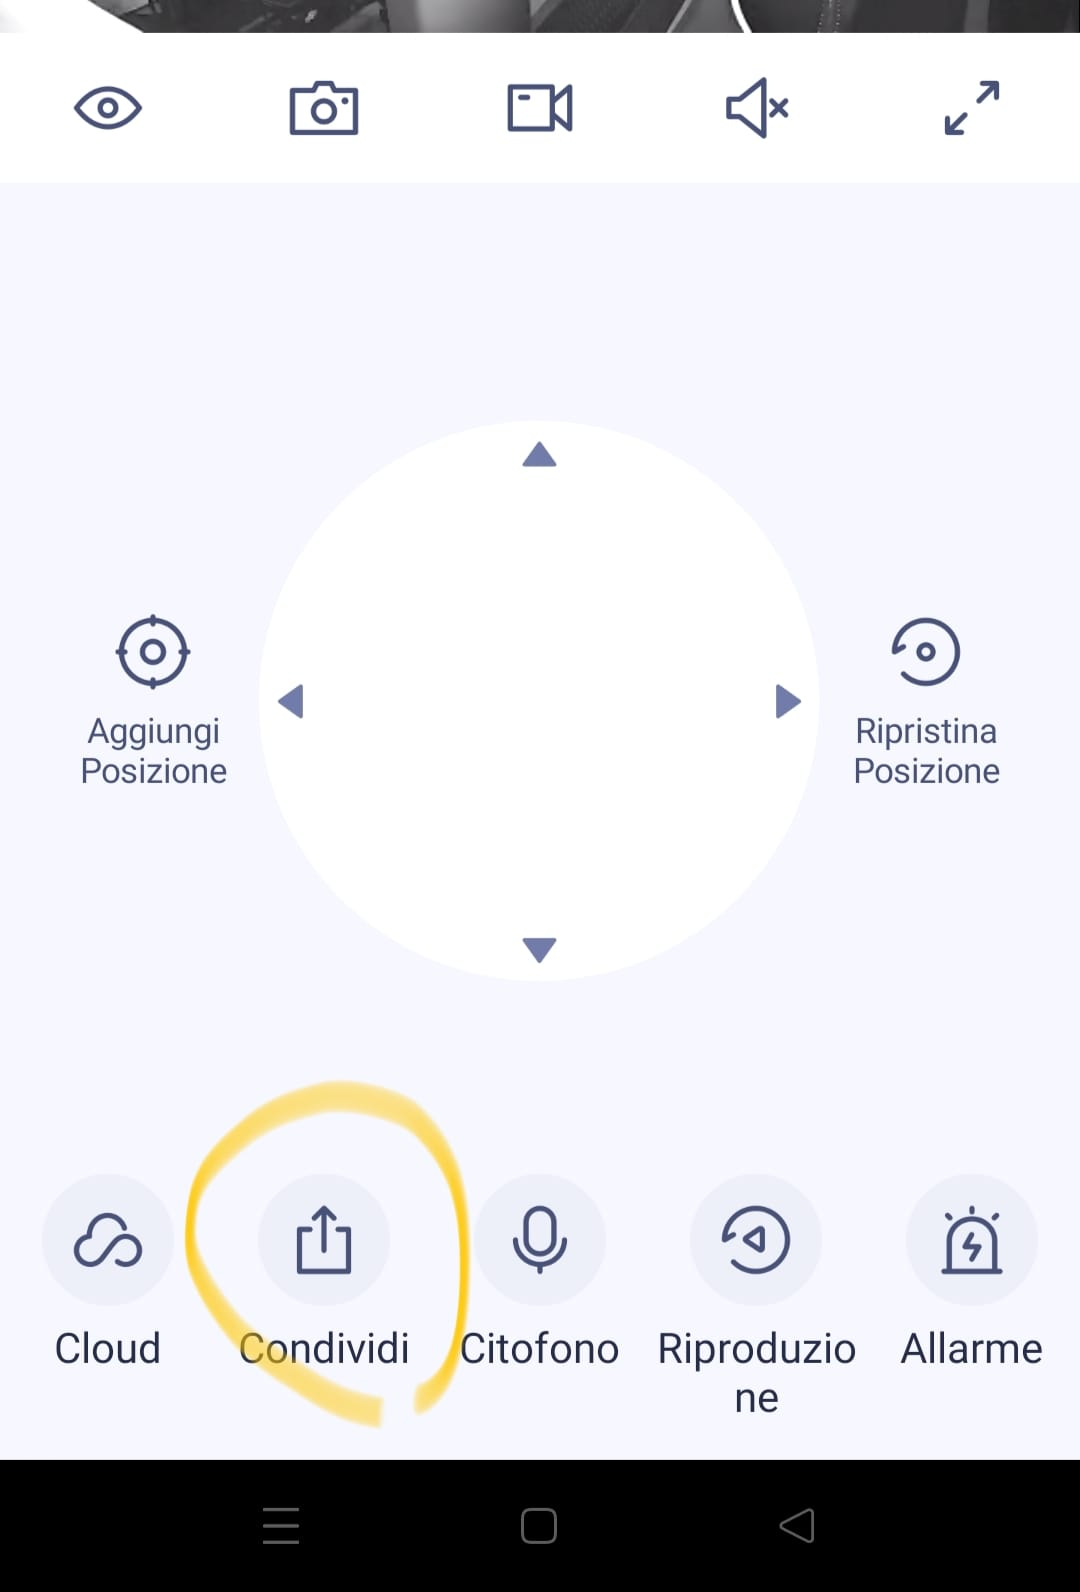 Aggiungi
Posizione
Ripristina
Posizione
Cloud
Condividi
Citofono
Riproduzio
ne
Allarme